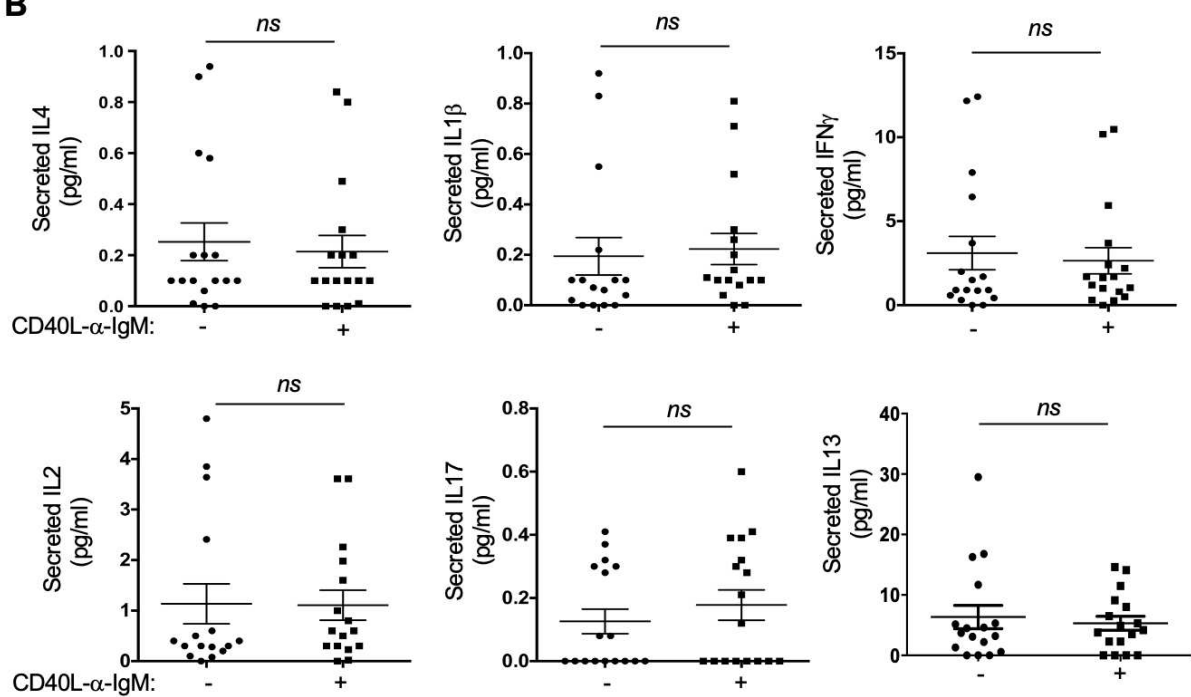 B
ns
ns
ns
Secreted IL4
(pg/ml)
1.0
0.8
0.6
0.4
0.2
0.0
Secreted IL1β
(pg/ml)
1.0
0.8
0.6
0.4
0.2
0.0
Secreted IFNγ
(pg/ml)
15
10
5
0
CD40L-α-IgM: - +
- +
- +
ns
ns
ns
Secreted IL2
(pg/ml)
5
4
3
2
1
0
Secreted IL17
(pg/ml)
0.8
0.6
0.4
0.2
0.0
Secreted IL13
(pg/ml)
40
30
20
10
0
CD40L-α-IgM: - +
- +
- +